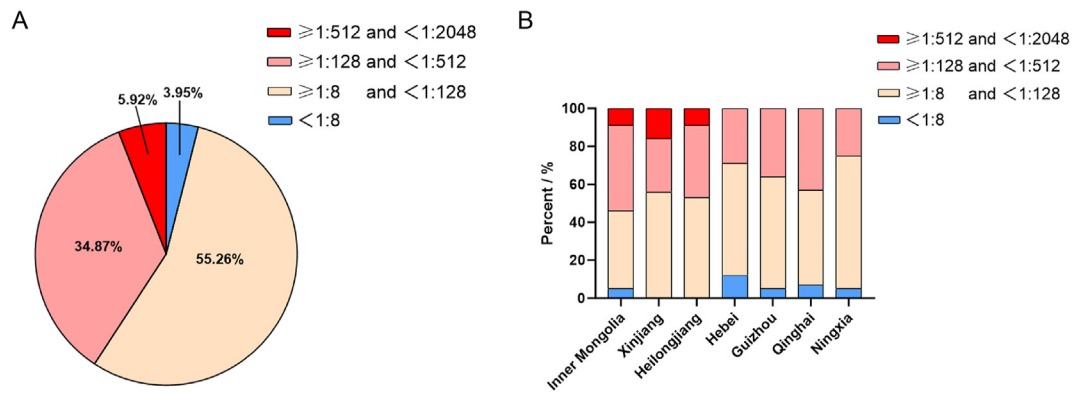 A
≥1:512 and <1:2048
≥1:128 and <1:512
≥1:8 and <1:128
<1:8
5.92%
3.95%
34.87%
55.26%
B
≥1:512 and <1:2048
≥1:128 and <1:512
≥1:8 and <1:128
<1:8
Percent / %
100
80
60
40
20
0
Inner Mongolia
Xinjiang
Heilongjiang
Hebei
Guizhou
Qinghai
Ningxia